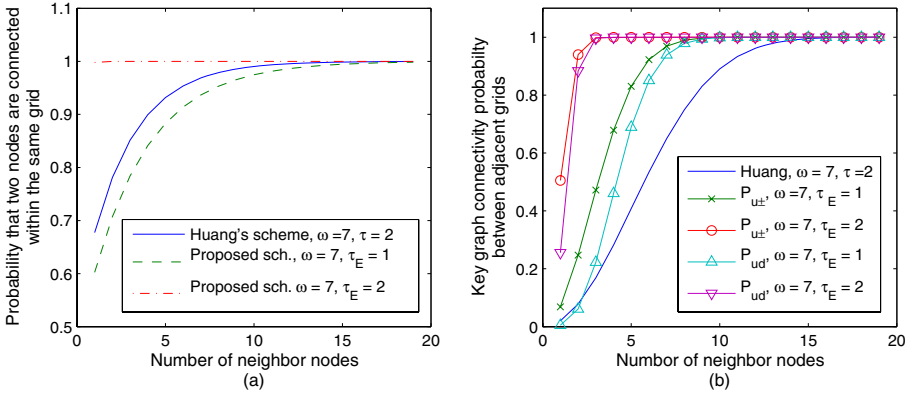 Probability that two nodes are connected
within the same grid
1.1
1
0.9
0.8
0.7
0.6
0.5
Huang's scheme, ω =7, τ = 2
Proposed sch., ω = 7, τE = 1
Proposed sch. ω = 7, τE = 2
0 5 10 15 20
Number of neighbor nodes
(a)
Key graph connectivity probability
between adjacent grids
1
0.8
0.6
0.4
0.2
0
Huang, ω = 7, τ =2
Pu±, ω =7, τE = 1
Pu±, ω = 7, τE = 2
Pud, ω = 7, τE = 1
Pud, ω = 7, τE = 2
0 5 10 15 20
Numbor of neighbor nodes
(b)